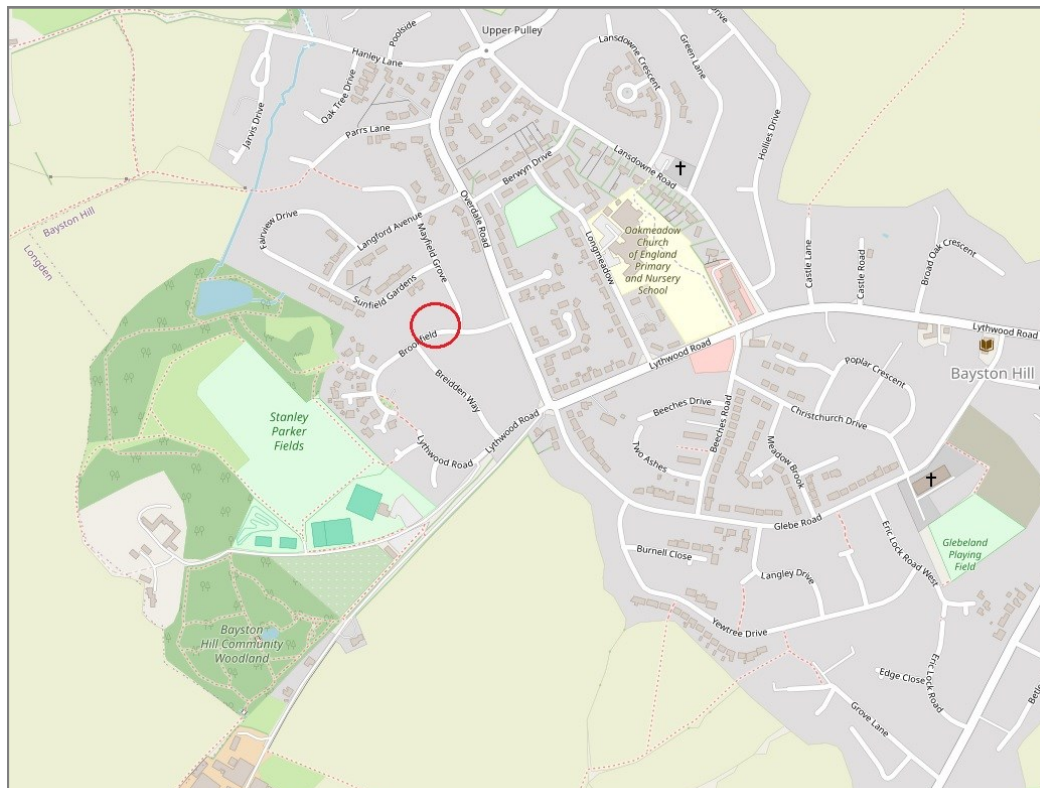 Upper Pulley
Poolside
Hanley Lane
Lansdowne Crescent
Green Lane
Drive
Oak Tree Drive
Jarvis Drive
Parrs Lane
Hollies Drive
Lansdowne Road
Berwyn Drive
Bayston Hill
Longden
Fairview Drive
Langford Avenue
Mayfield Grove
Overdale Road
Longmeadow
Oakmeadow
Church
of England
Primary
and Nursery
School
Castle Lane
Castle Road
Broad Oak Crescent
Sunfield Gardens
Brookfield
Lythwood Road
Lythwood Road
Bayston Hill
Breidden Way
Poplar Crescent
Stanley
Parker
Fields
Beeches Drive
Beeches Road
Christchurch Drive
Lythwood Road
Lythwood Road
Two Ashes
Meadow Brook
Glebe Road
Eric Lock Road West
Glebeland
Playing
Field
Burnell Close
Langley Drive
Yewtree Drive
Bayston
Hill Community
Woodland
Edge Close
Eric Lock Road
Grove Lane